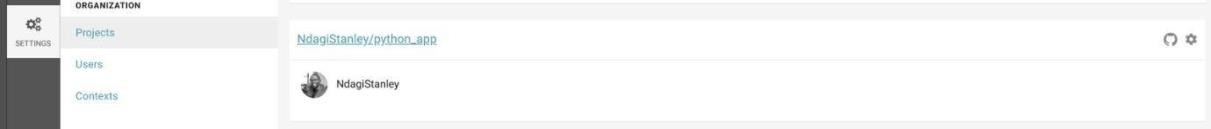 ORGANIZATION
SETTINGS
Projects
Users
Contexts
NdagiStanley/python_app
NdagiStanley